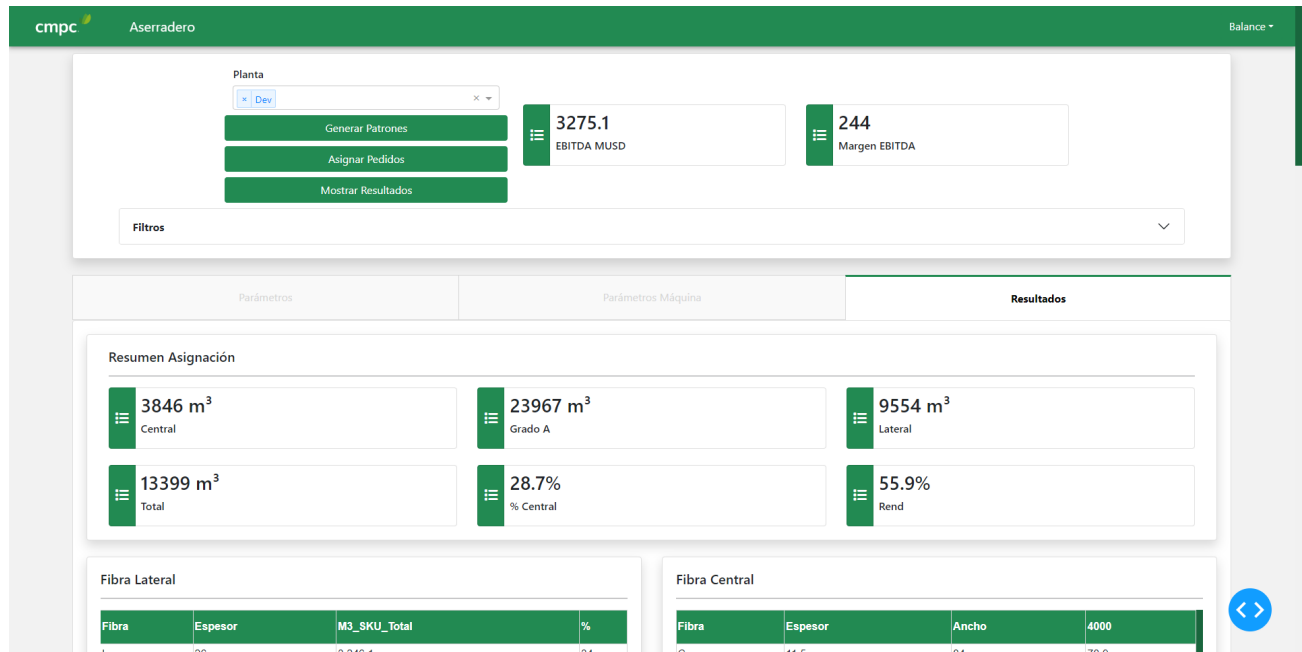 cmpc Aserradero Balance
Planta
× Dev
Generar Patrones
Asignar Pedidos
Mostrar Resultados
3275.1
EBITDA MUSD
244
Margen EBITDA
Filtros
Parámetros Parámetros Máquina Resultados
Resumen Asignación
3846 m³
Central
23967 m³
Grado A
9554 m³
Lateral
13399 m³
Total
28.7%
% Central
55.9%
Rend
Fibra Lateral
Fibra Espesor M3_SKU_Total %
Fibra Central
Fibra Espesor Ancho 4000